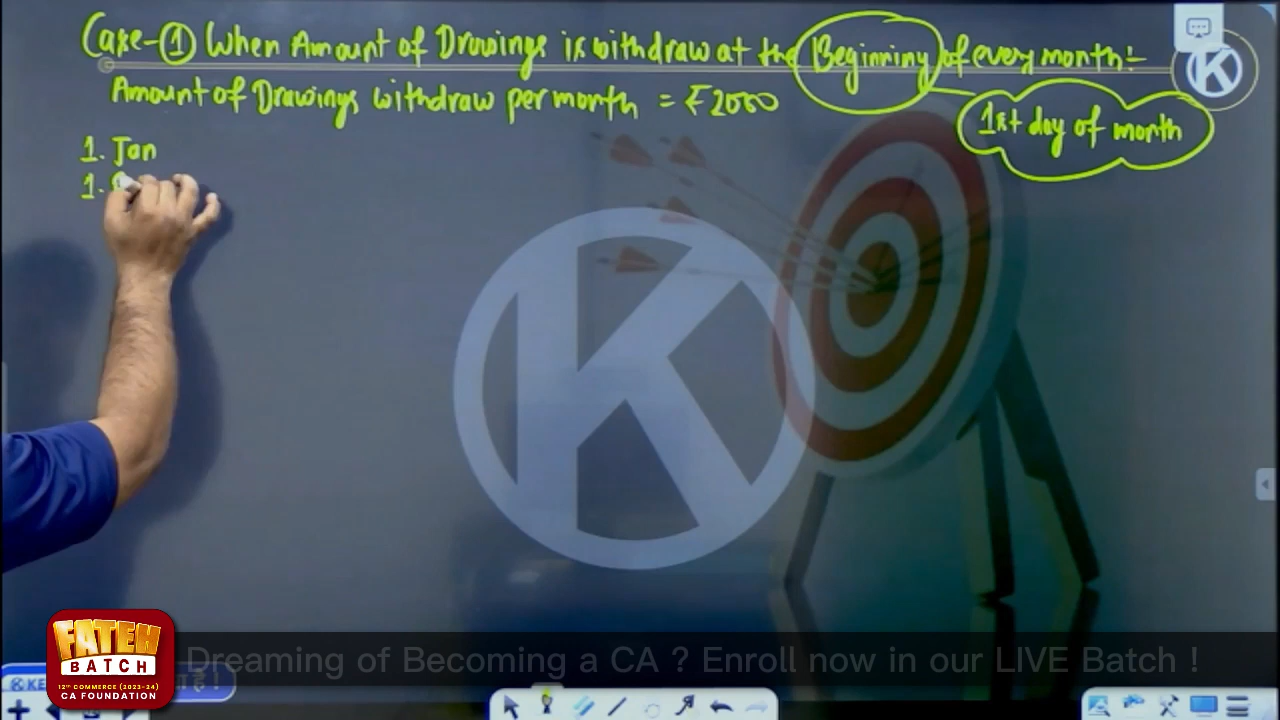 Case-① When Amount of Drawings is withdraw at the Beginning of every month:-
Amount of Drawings withdraw per month = ₹2000
1st day of month
1. Jan
1.
K
K
FATEH
BATCH
12TH COMMERCE (2023-24)
CA FOUNDATION
Dreaming of Becoming a CA ? Enroll now in our LIVE Batch !